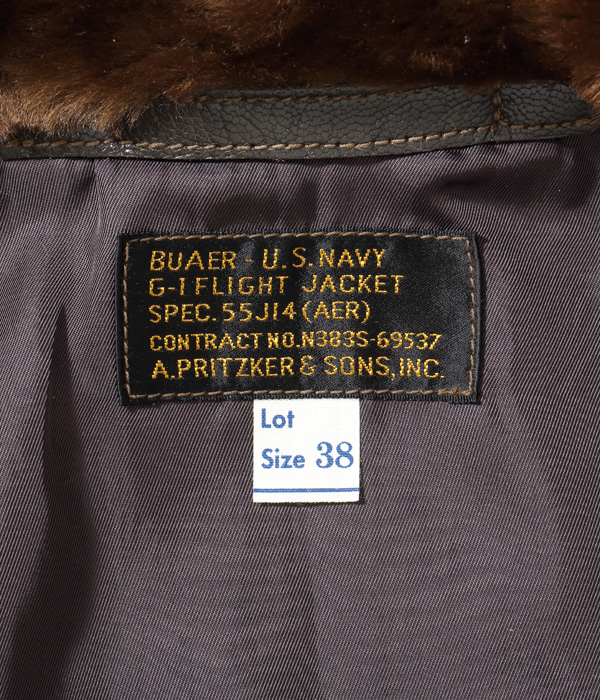 BUAER - U.S. NAVY
G-1 FLIGHT JACKET
SPEC. 55J14 (AER)
CONTRACT NO. N383S-69537
A. PRITZKER & SONS, INC.
Lot
Size 38